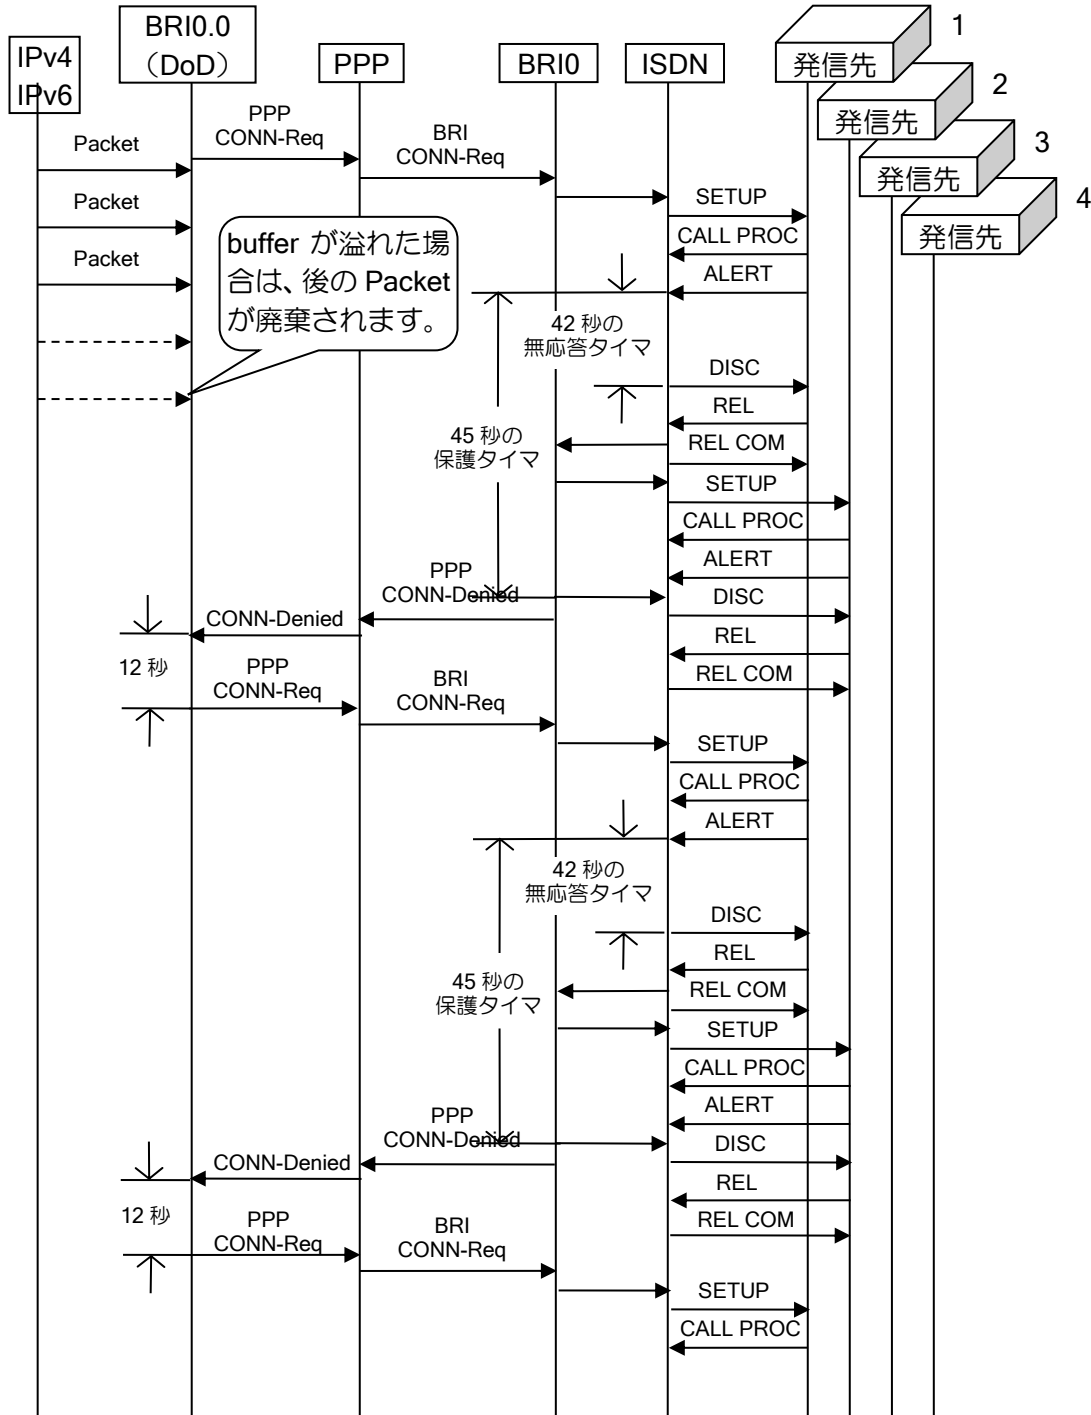 BRI0.0
（DoD）
IPv4
IPv6
PPP
BRI0
ISDN
発信先
1
発信先
2
発信先
3
発信先
4
Packet
PPP
CONN-Req
BRI
CONN-Req
SETUP
Packet
CALL PROC
Packet
ALERT
buffer が溢れた場
合は、後の Packet
が廃棄されます。
42 秒の
無応答タイマ
DISC
REL
45 秒の
保護タイマ
REL COM
SETUP
CALL PROC
ALERT
PPP
CONN-Denied
DISC
CONN-Denied
REL
12 秒
PPP
CONN-Req
BRI
CONN-Req
REL COM
SETUP
CALL PROC
ALERT
42 秒の
無応答タイマ
DISC
REL
45 秒の
保護タイマ
REL COM
SETUP
CALL PROC
ALERT
PPP
CONN-Denied
DISC
CONN-Denied
REL
12 秒
PPP
CONN-Req
BRI
CONN-Req
REL COM
SETUP
CALL PROC